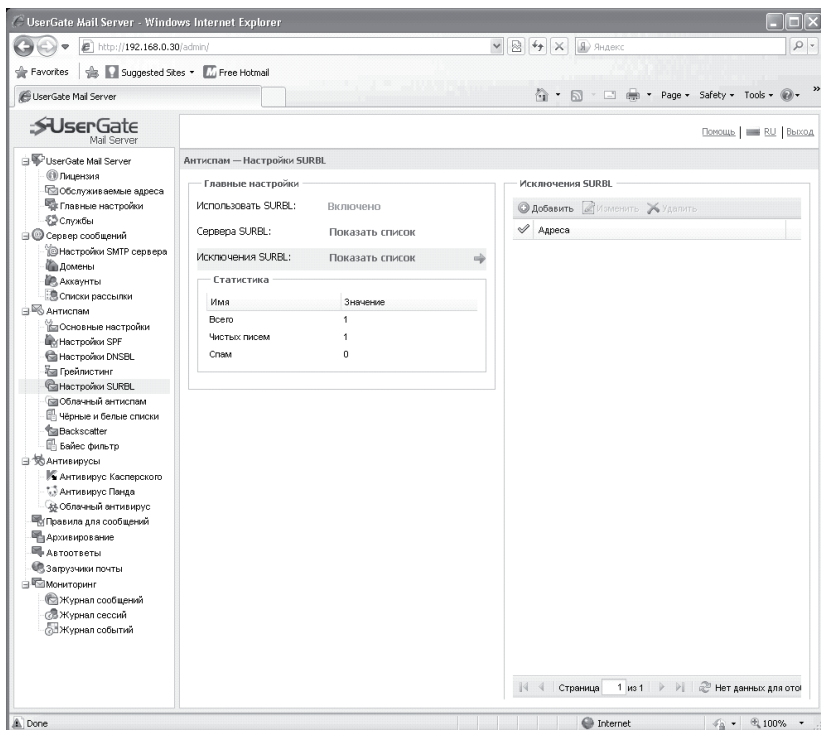 UserGate Mail Server - Windows Internet Explorer
http://192.168.0.30/admin/
Яндекс
Favorites
Suggested Sites
Free Hotmail
UserGate Mail Server
Page
Safety
Tools
»
UserGate
Mail Server
Помощь
RU
Выход
UserGate Mail Server
Лицензия
Обслуживаемые адреса
Главные настройки
Службы
Сервер сообщений
Настройки SMTP сервера
Домены
Аккаунты
Списки рассылки
Антиспам
Основные настройки
Настройки SPF
Настройки DNSBL
Грейлистинг
Настройки SURBL
Облачный антиспам
Чёрные и белые списки
Backscatter
Байес фильтр
Антивирусы
Антивирус Касперского
Антивирус Панда
Облачный антивирус
Правила для сообщений
Архивирование
Автоответы
Загрузчики почты
Мониторинг
Журнал сообщений
Журнал сессий
Журнал событий
Антиспам — Настройки SURBL
Главные настройки
Использовать SURBL: Включено
Сервера SURBL: Показать список
Исключения SURBL: Показать список
Статистика
Имя Значение
Всего 1
Чистых писем 1
Спам 0
Исключения SURBL
Добавить Изменить Удалить
Адреса
Страница 1 из 1 Нет данных для ото
Done
Internet
100%